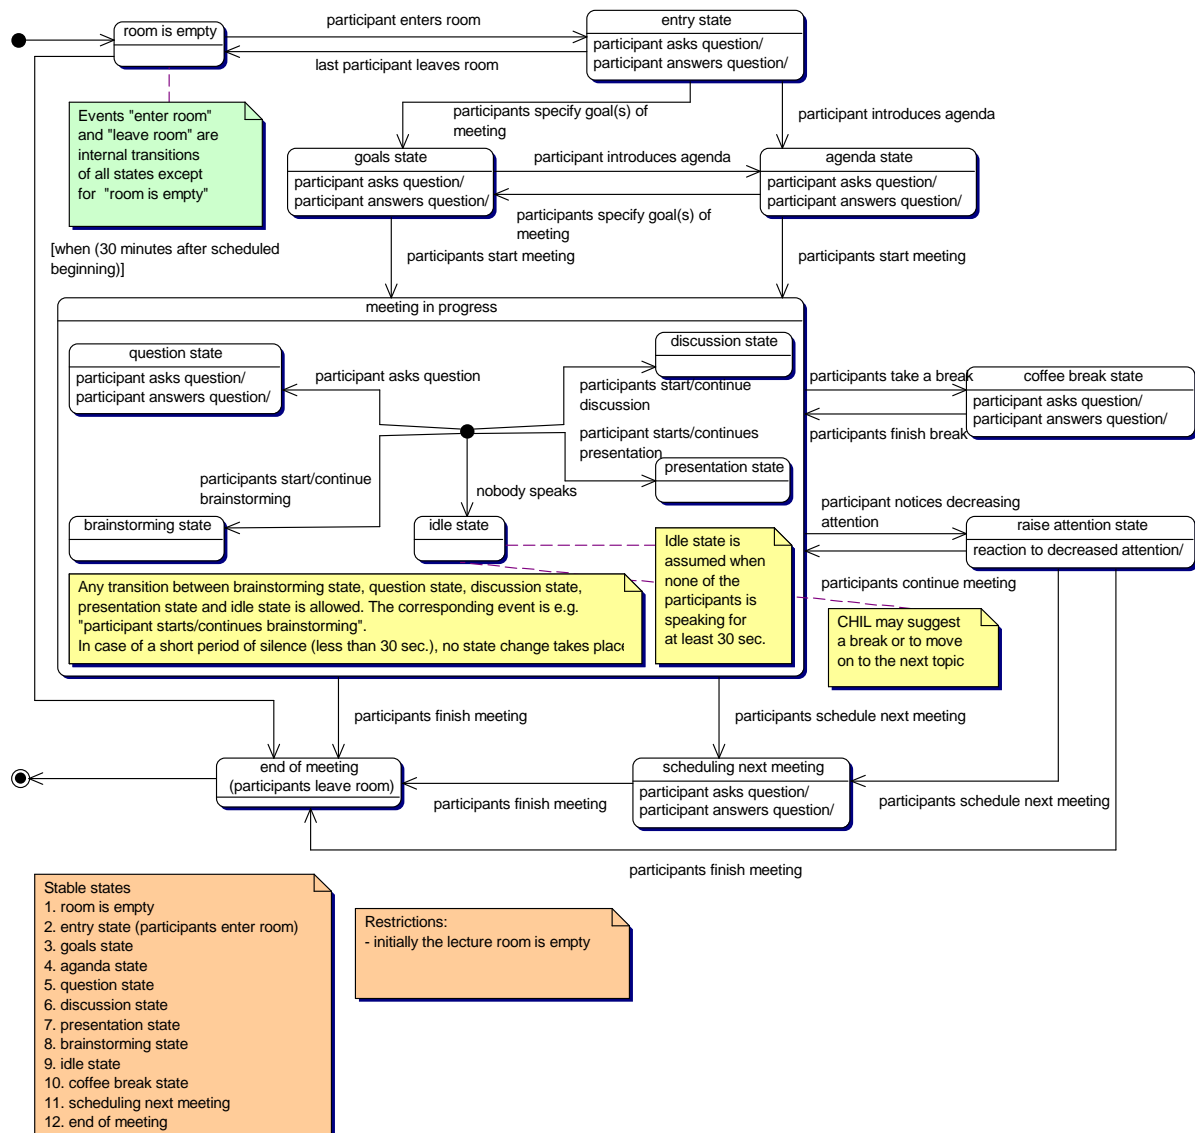 participant enters room
room is empty
entry state
participant asks question/
participant answers question/
last participant leaves room
Events "enter room"
and "leave room" are
internal transitions
of all states except
for "room is empty"
participants specify goal(s) of
meeting
participant introduces agenda
goals state
participant asks question/
participant answers question/
participant introduces agenda
agenda state
participant asks question/
participant answers question/
participants specify goal(s) of
meeting
[when (30 minutes after scheduled
beginning)]
participants start meeting
participants start meeting
meeting in progress
question state
participant asks question/
participant answers question/
participant asks question
discussion state
participants start/continue
discussion
participants take a break
coffee break state
participant asks question/
participant answers question/
participants finish break
participant starts/continues
presentation
presentation state
participants start/continue
brainstorming
nobody speaks
brainstorming state
idle state
participant notices decreasing
attention
raise attention state
reaction to decreased attention/
participants continue meeting
Idle state is
assumed when
none of the
participants is
speaking for
at least 30 sec.
Any transition between brainstorming state, question state, discussion state,
presentation state and idle state is allowed. The corresponding event is e.g.
"participant starts/continues brainstorming".
In case of a short period of silence (less than 30 sec.), no state change takes place
CHIL may suggest
a break or to move
on to the next topic
participants finish meeting
participants schedule next meeting
end of meeting
(participants leave room)
participants finish meeting
scheduling next meeting
participant asks question/
participant answers question/
participants schedule next meeting
participants finish meeting
Stable states
1. room is empty
2. entry state (participants enter room)
3. goals state
4. aganda state
5. question state
6. discussion state
7. presentation state
8. brainstorming state
9. idle state
10. coffee break state
11. scheduling next meeting
12. end of meeting
Restrictions:
- initially the lecture room is empty